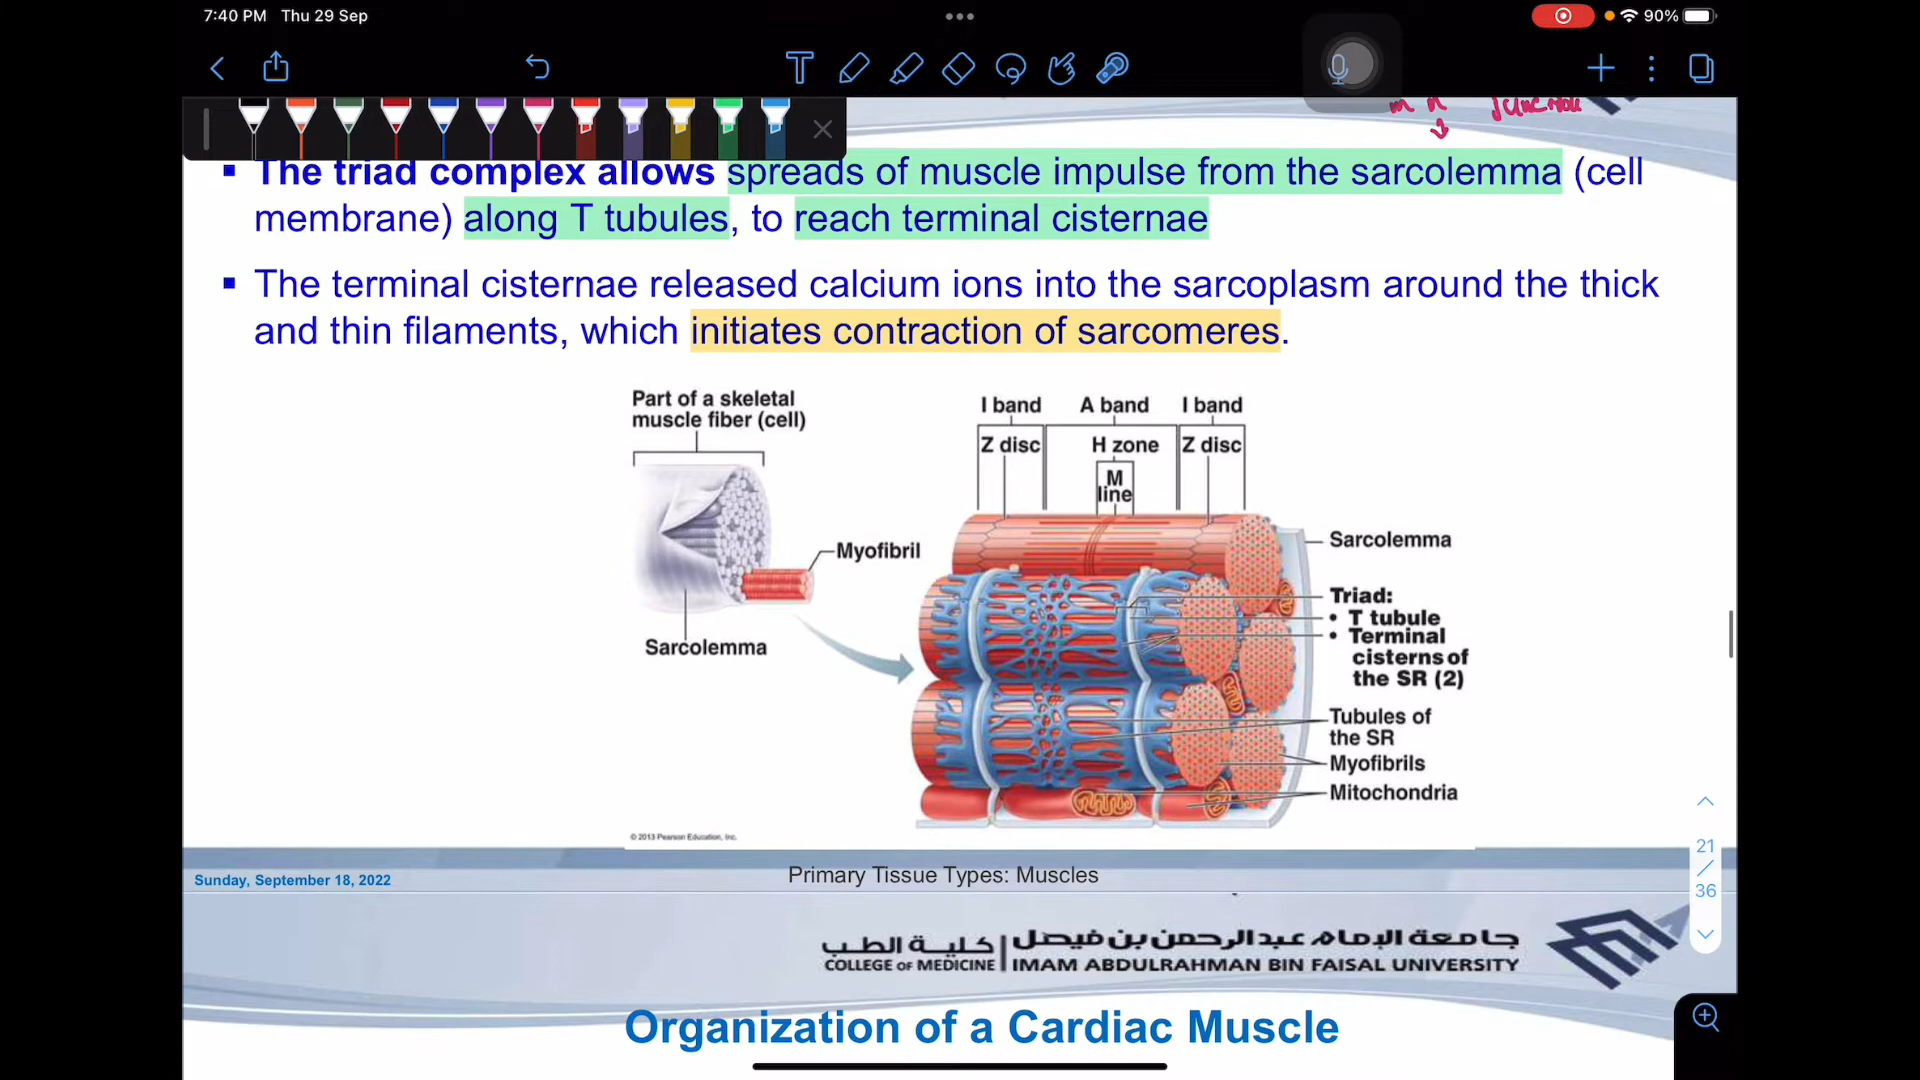 7:40 PM Thu 29 Sep
90%
The triad complex allows spreads of muscle impulse from the sarcolemma (cell
membrane) along T tubules, to reach terminal cisternae
The terminal cisternae released calcium ions into the sarcoplasm around the thick
and thin filaments, which initiates contraction of sarcomeres.
Part of a skeletal
muscle fiber (cell)
Myofibril
Sarcolemma
I band A band I band
Z disc H zone Z disc
M
line
Sarcolemma
Triad:
• T tubule
• Terminal
cisterns of
the SR (2)
Tubules of
the SR
Myofibrils
Mitochondria
© 2013 Pearson Education, Inc.
Sunday, September 18, 2022
Primary Tissue Types: Muscles
21
/
36
جامعة الإمام عبدالرحمن بن فيصل | كلية الطب
COLLEGE OF MEDICINE | IMAM ABDULRAHMAN BIN FAISAL UNIVERSITY
Organization of a Cardiac Muscle